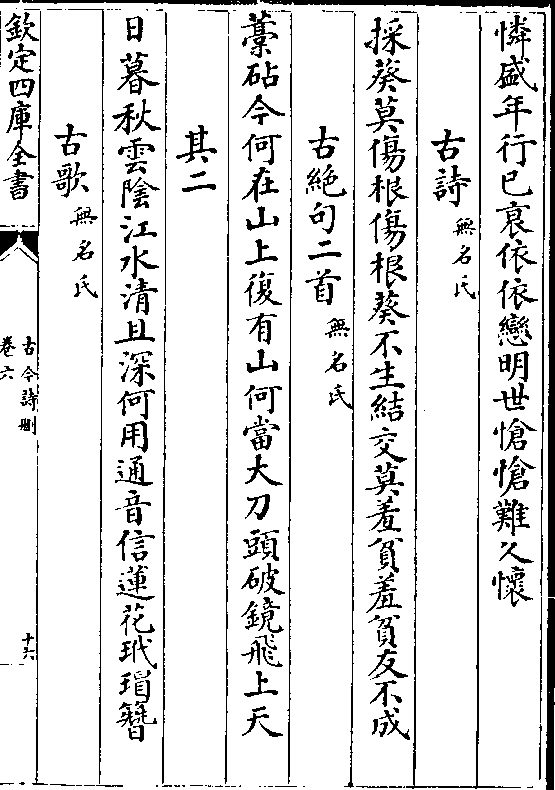 憐盛年行已衰依依戀明世愴愴難久懷
古詩 無名氏
採葵莫傷根傷根葵不生結交莫羞貧羞貧友不成
古絶句二首 無名氏
藁砧今何在山上復有山何當大刀頭破鏡飛上天
其二
日暮秋雲陰江水清且深何用通音信蓮花玳瑁簪
古歌 無名氏
欽定四庫全書
古今詩刪
卷六
十六